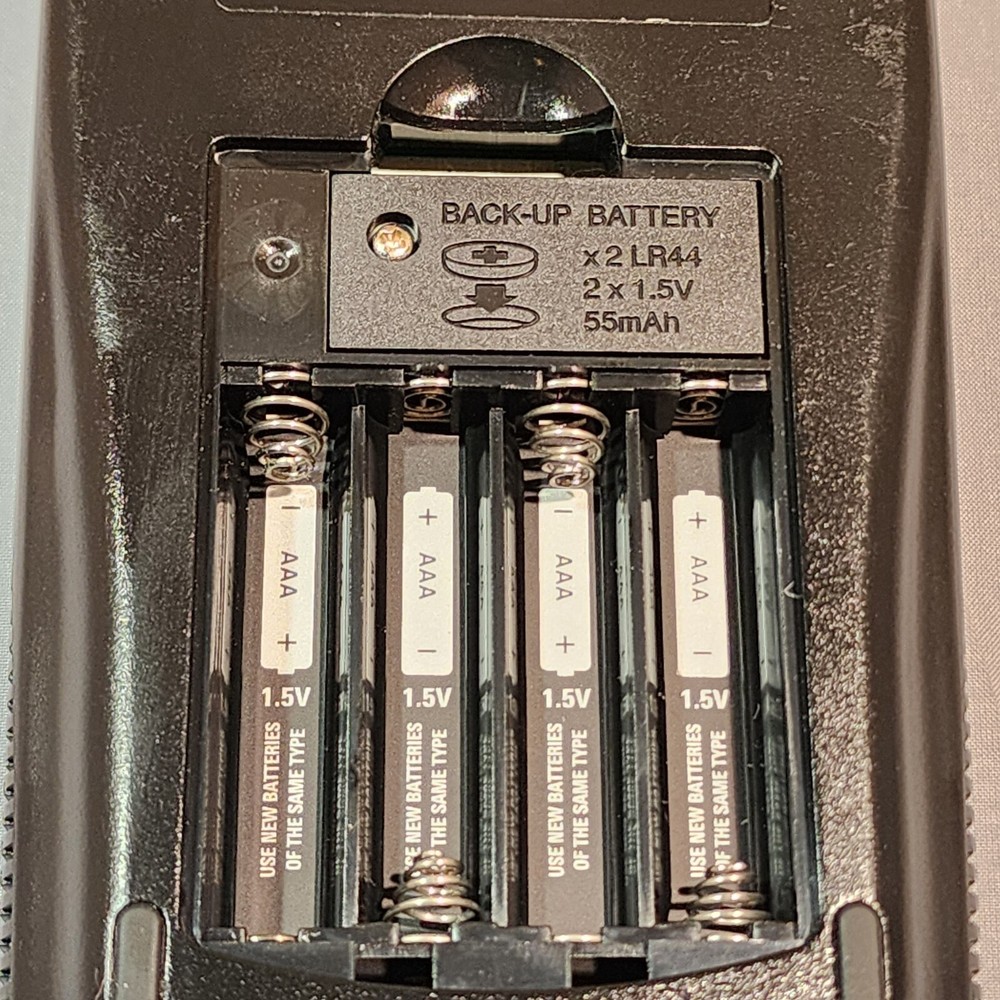 BACK-UP BATTERY
x 2 LR44
2 x 1.5V
55mAh
− AAA +
1.5V
USE NEW BATTERIES
OF THE SAME TYPE
+ AAA −
1.5V
USE NEW BATTERIES
OF THE SAME TYPE
− AAA +
1.5V
USE NEW BATTERIES
OF THE SAME TYPE
+ AAA −
1.5V
USE NEW BATTERIES
OF THE SAME TYPE